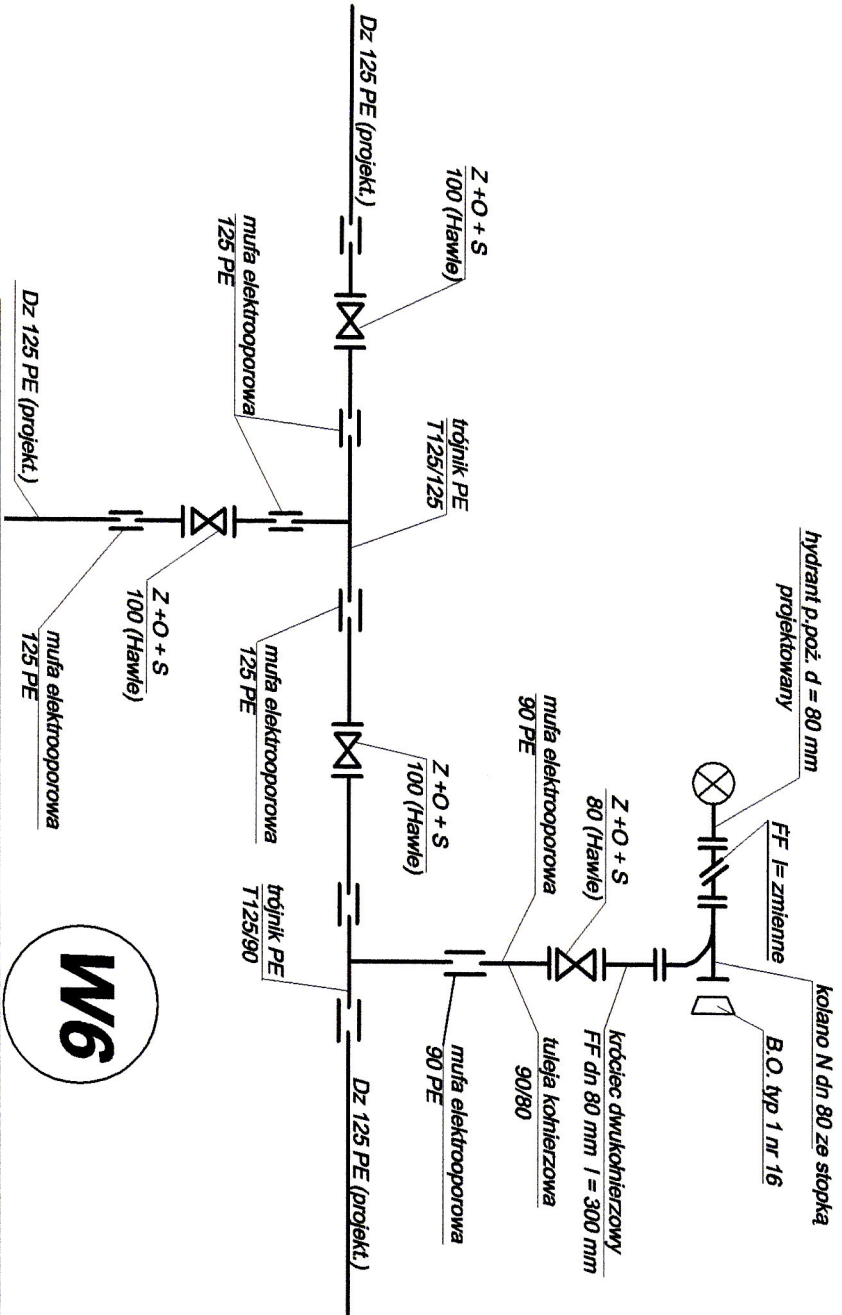 hydrant p.poż. d = 80 mm
projektowany
FF l= zmienne
kolano N dn 80 ze stopką
B.O. typ 1 nr 16
Z +O + S
80 (Hawle)
króciec dwukołnierzowy
FF dn 80 mm l = 300 mm
mufa elektrooporowa
90 PE
tuleja kołnierzowa
90/80
mufa elektrooporowa
90 PE
Dz 125 PE (projekt.)
Z +O + S
100 (Hawle)
trójnik PE
T125/125
Z +O + S
100 (Hawle)
trójnik PE
T125/90
Dz 125 PE (projekt.)
mufa elektrooporowa
125 PE
mufa elektrooporowa
125 PE
Dz 125 PE (projekt.)
Z +O + S
100 (Hawle)
mufa elektrooporowa
125 PE
W6